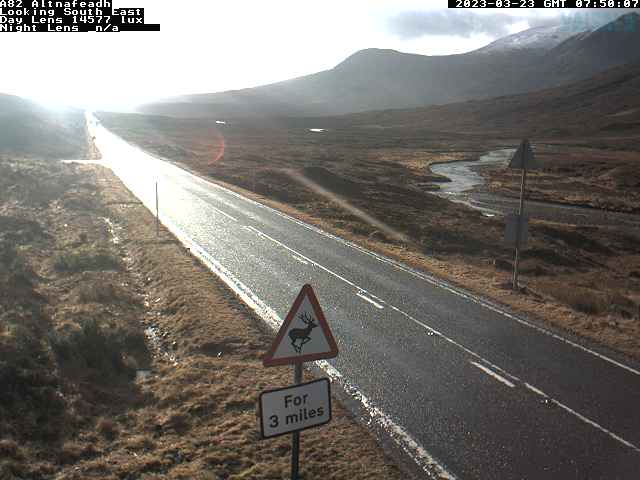 A82 Altnafeadh
Looking South East
Day Lens 14577 lux
Night Lens n/a
2023-03-23 GMT 07:50:07
For
3 miles